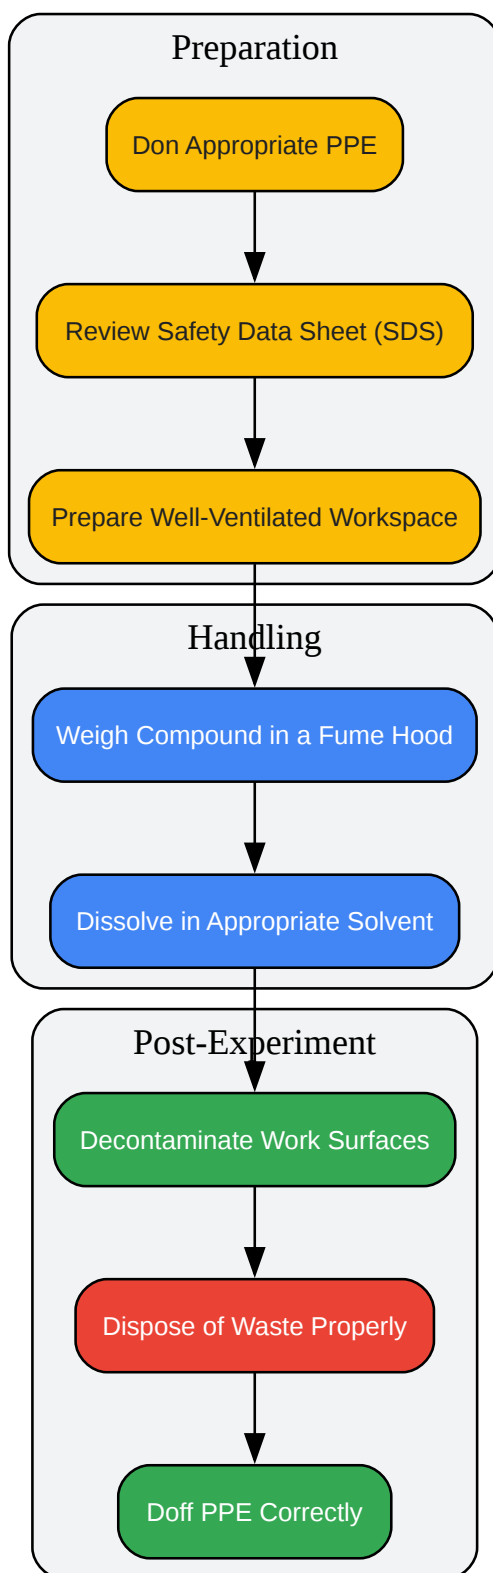 Preparation
Don Appropriate PPE
Review Safety Data Sheet (SDS)
Prepare Well-Ventilated Workspace
Handling
Weigh Compound in a Fume Hood
Dissolve in Appropriate Solvent
Post-Experiment
Decontaminate Work Surfaces
Dispose of Waste Properly
Doff PPE Correctly